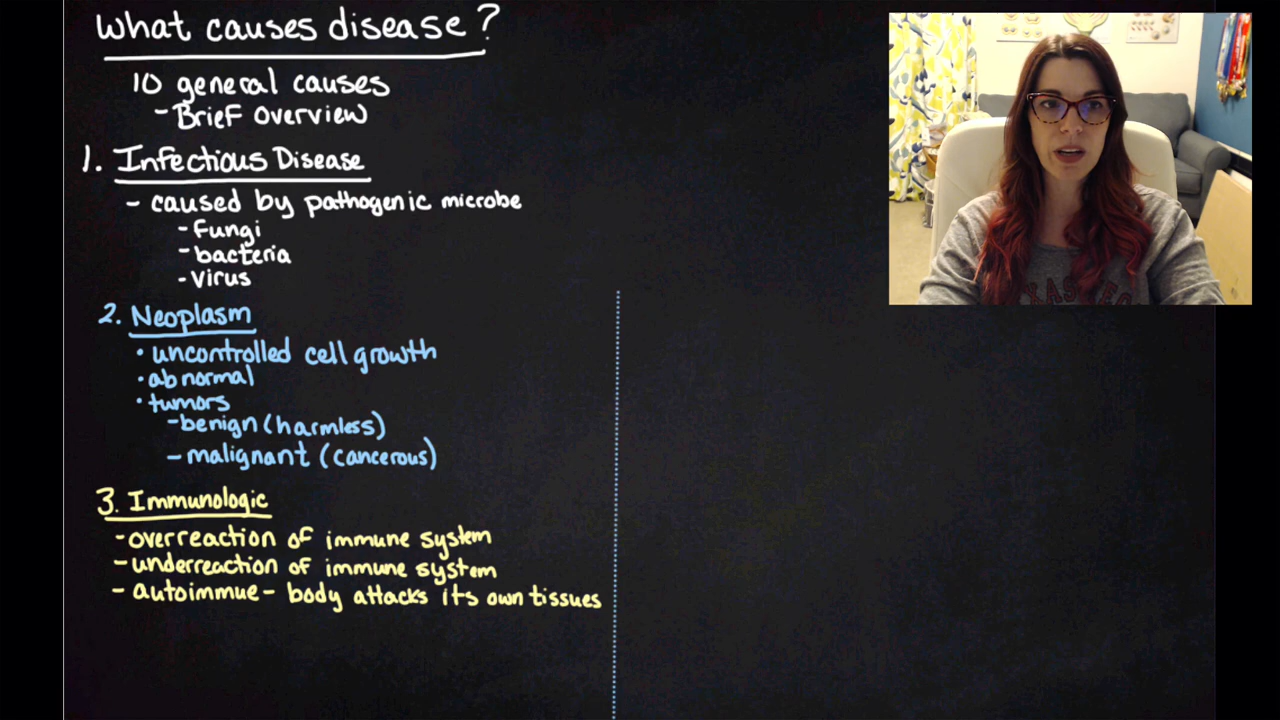 What causes disease?
10 general causes
- Brief overview
1. Infectious Disease
- caused by pathogenic microbe
- Fungi
- bacteria
- Virus
2. Neoplasm
• uncontrolled cell growth
• abnormal
• tumors
- benign (harmless)
- malignant (cancerous)
3. Immunologic
- overreaction of immune system
- underreaction of immune system
- autoimmue - body attacks its own tissues